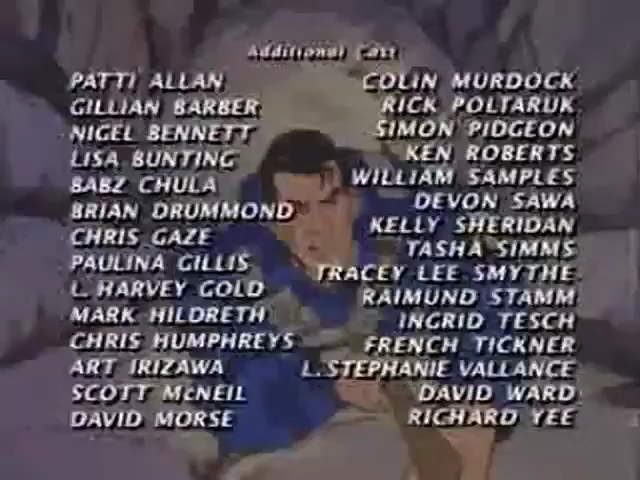 Additional Cast
PATTI ALLAN
GILLIAN BARBER
NIGEL BENNETT
LISA BUNTING
BABZ CHULA
BRIAN DRUMMOND
CHRIS GAZE
PAULINA GILLIS
L. HARVEY GOLD
MARK HILDRETH
CHRIS HUMPHREYS
ART IRIZAWA
SCOTT McNEIL
DAVID MORSE
COLIN MURDOCK
RICK POLTARUK
SIMON PIDGEON
KEN ROBERTS
WILLIAM SAMPLES
DEVON SAWA
KELLY SHERIDAN
TASHA SIMMS
TRACEY LEE SMYTHE
RAIMUND STAMM
INGRID TESCH
FRENCH TICKNER
L.STEPHANIE VALLANCE
DAVID WARD
RICHARD YEE